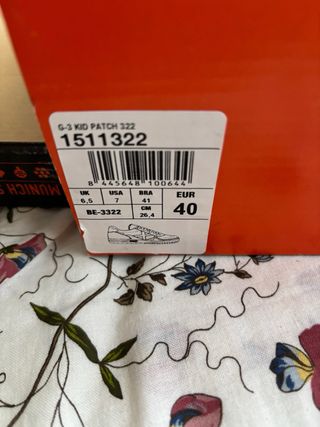 G-3 KID PATCH 322
1511322
8 445648 100644
UK USA BRA EUR
6,5 7 41 40
BE-3322 CM
26,4
MUNICH S